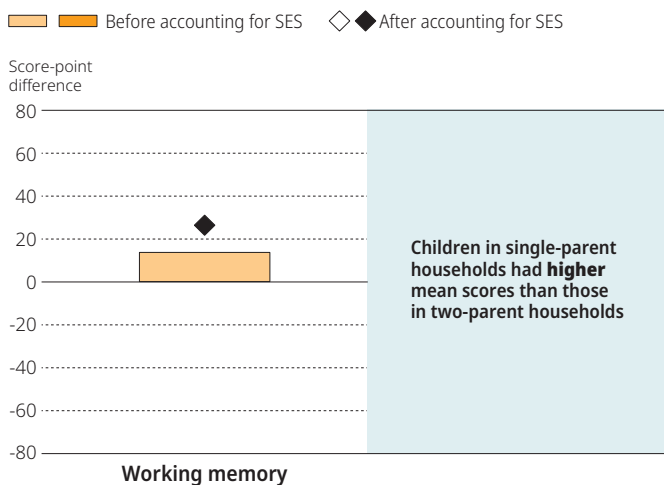 Before accounting for SES After accounting for SES
Score-point
difference
80
60
40
20
0
-20
-40
-60
-80
Children in single-parent
households had higher
mean scores than those
in two-parent households
Working memory